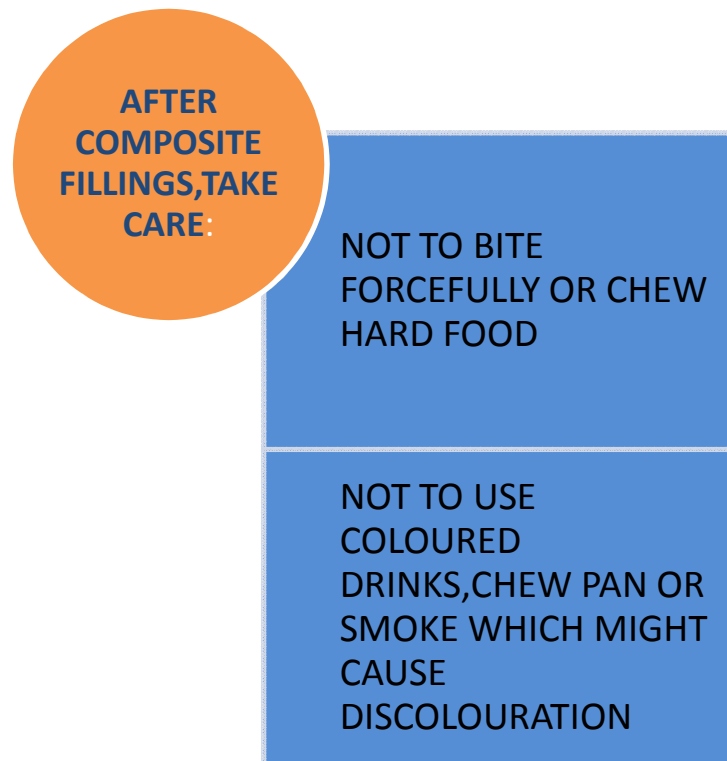 AFTER
COMPOSITE
FILLINGS,TAKE
CARE:
NOT TO BITE
FORCEFULLY OR CHEW
HARD FOOD
NOT TO USE
COLOURED
DRINKS,CHEW PAN OR
SMOKE WHICH MIGHT
CAUSE
DISCOLOURATION